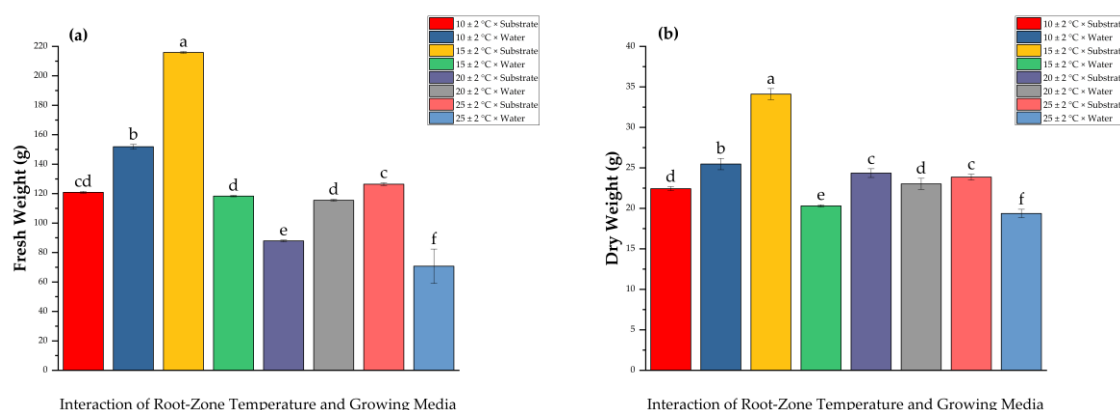 (a)
Fresh Weight (g)
220
200
180
160
140
120
100
80
60
40
20
0
cd
b
a
d
e
d
c
f
10 ± 2 °C × Substrate
10 ± 2 °C × Water
15 ± 2 °C × Substrate
15 ± 2 °C × Water
20 ± 2 °C × Substrate
20 ± 2 °C × Water
25 ± 2 °C × Substrate
25 ± 2 °C × Water
Interaction of Root-Zone Temperature and Growing Media
(b)
Dry Weight (g)
40
35
30
25
20
15
10
5
0
d
b
a
e
c
d
c
f
10 ± 2 °C × Substrate
10 ± 2 °C × Water
15 ± 2 °C × Substrate
15 ± 2 °C × Water
20 ± 2 °C × Substrate
20 ± 2 °C × Water
25 ± 2 °C × Substrate
25 ± 2 °C × Water
Interaction of Root-Zone Temperature and Growing Media